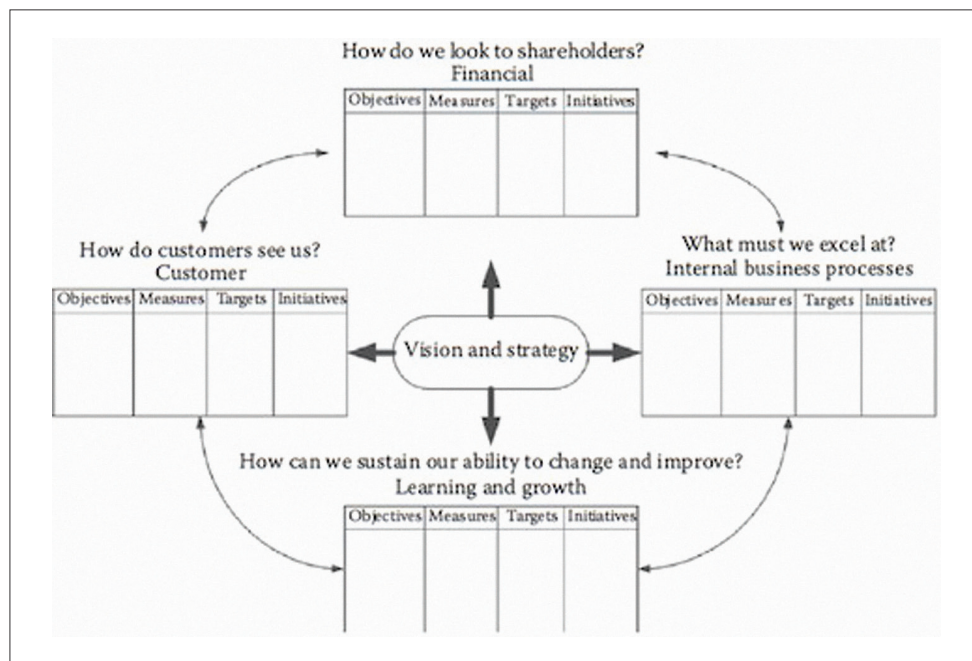 How do we look to shareholders?
Financial
Objectives Measures Targets Initiatives
How do customers see us?
Customer
Objectives Measures Targets Initiatives
What must we excel at?
Internal business processes
Objectives Measures Targets Initiatives
Vision and strategy
How can we sustain our ability to change and improve?
Learning and growth
Objectives Measures Targets Initiatives